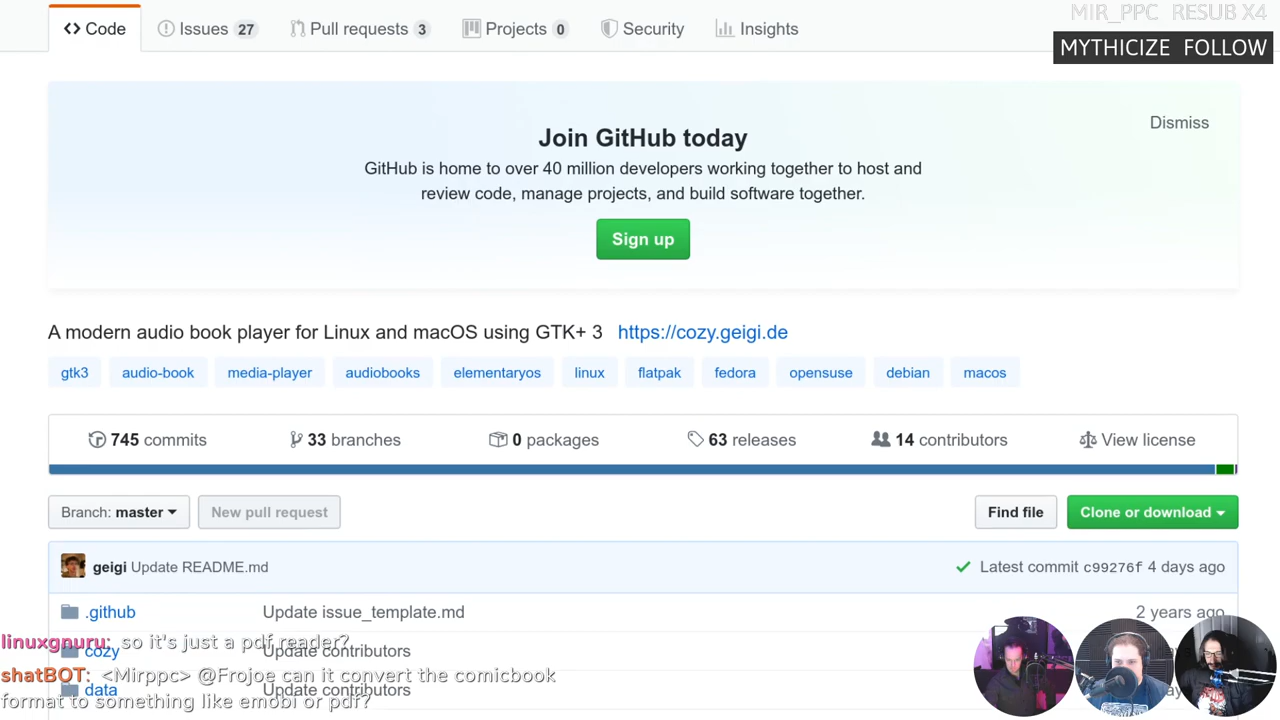 Code Issues 27 Pull requests 3 Projects 0 Security Insights
MIR_PPC RESUB X4
MYTHICIZE FOLLOW
Dismiss
Join GitHub today
GitHub is home to over 40 million developers working together to host and
review code, manage projects, and build software together.
Sign up
A modern audio book player for Linux and macOS using GTK+ 3 https://cozy.geigi.de
gtk3 audio-book media-player audiobooks elementaryos linux flatpak fedora opensuse debian macos
745 commits 33 branches 0 packages 63 releases 14 contributors View license
Branch: master New pull request Find file Clone or download
geigi Update README.md Latest commit c99276f 4 days ago
.github Update issue_template.md 2 years ago
linuxgnuru: so it's just a pdf reader?
cozy Update contributors
shatBOT: <Mirppc> @Frojoe can it convert the comicbook
data Update contributors
format to something like emobi or pdf?